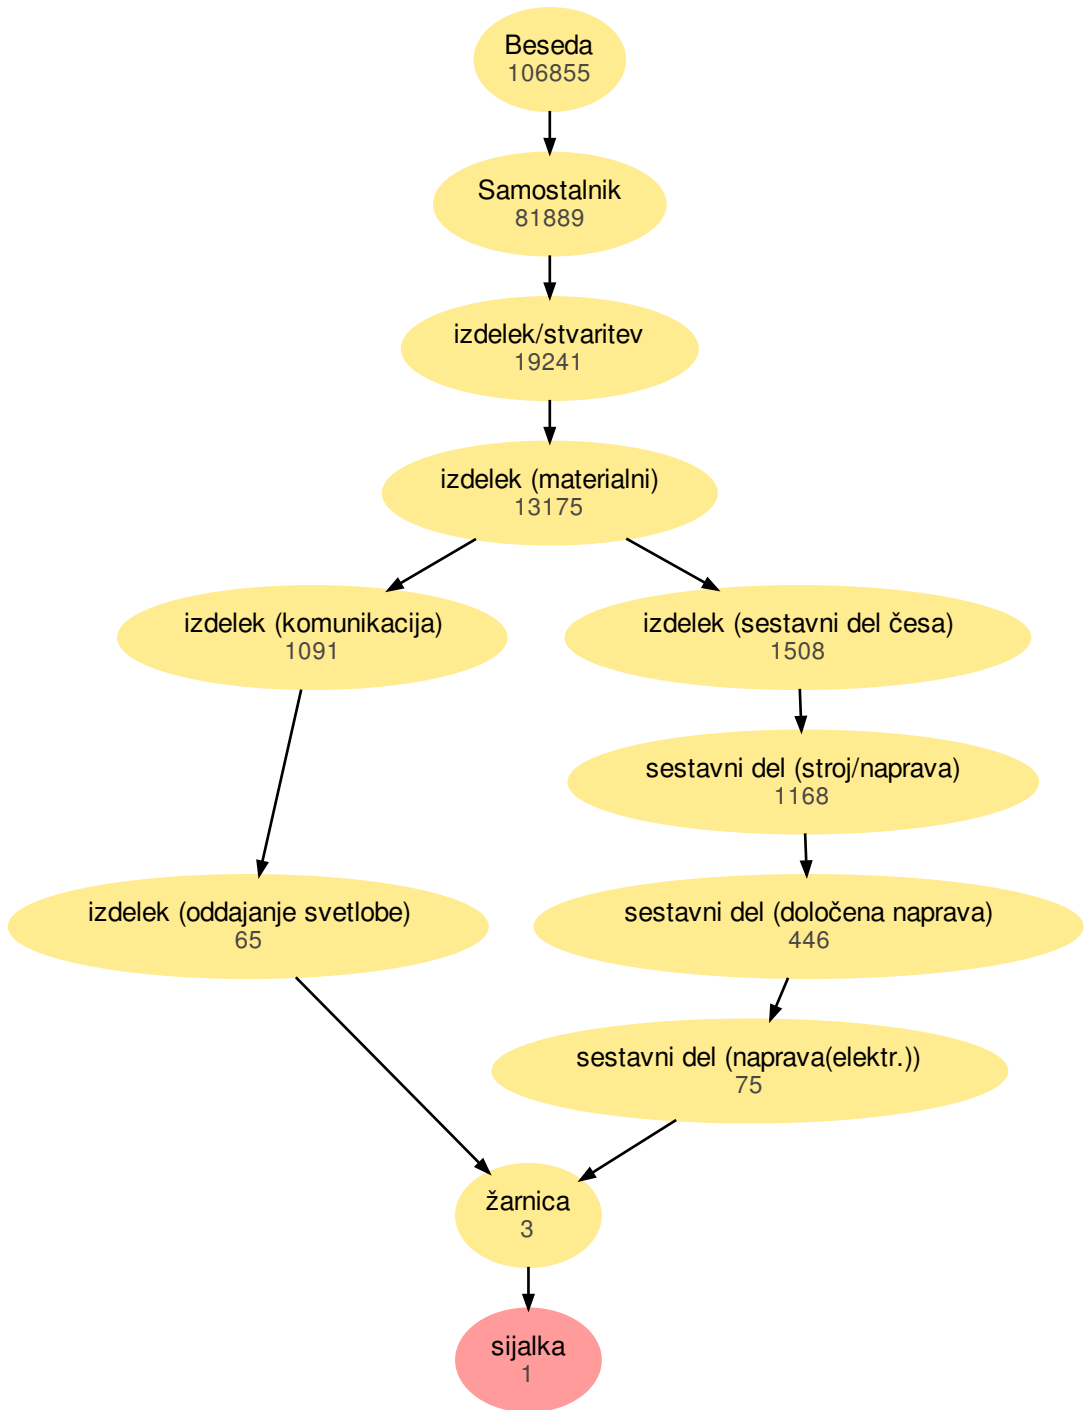 Beseda
106855
Samostalnik
81889
izdelek/stvaritev
19241
izdelek (materialni)
13175
izdelek (komunikacija)
1091
izdelek (sestavni del česa)
1508
sestavni del (stroj/naprava)
1168
izdelek (oddajanje svetlobe)
65
sestavni del (določena naprava)
446
sestavni del (naprava(elektr.))
75
žarnica
3
sijalka
1